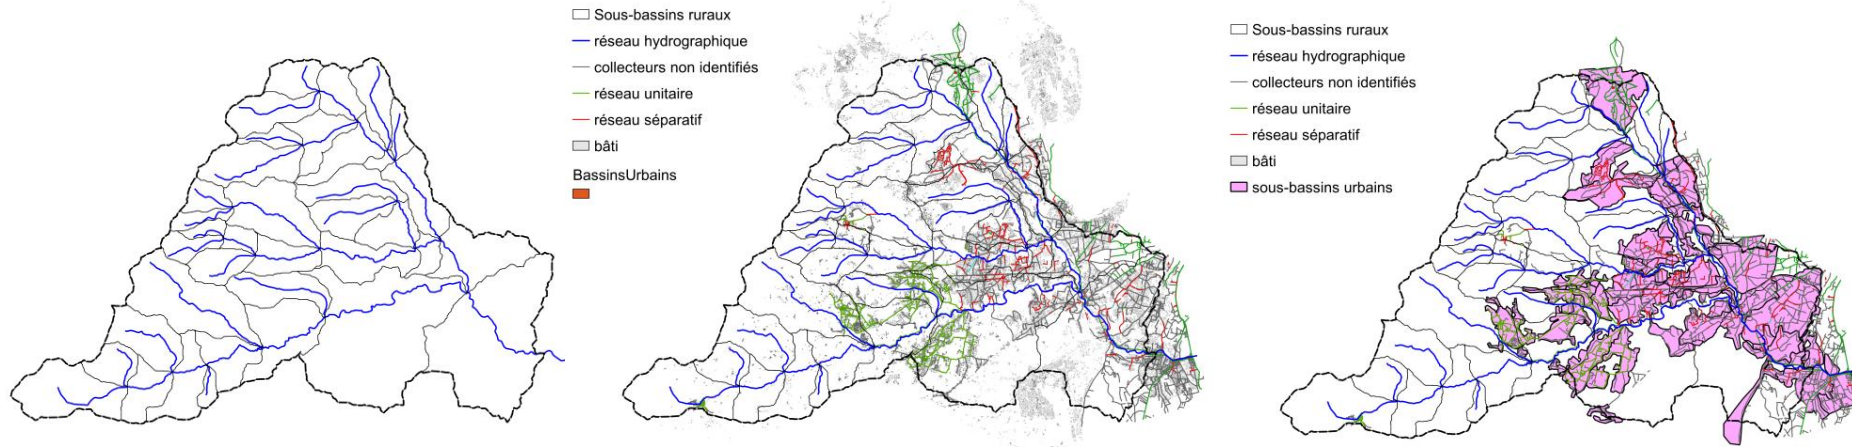 Sous-bassins ruraux
réseau hydrographique
collecteurs non identifiés
réseau unitaire
réseau séparatif
bâti
BassinsUrbains
Sous-bassins ruraux
réseau hydrographique
collecteurs non identifiés
réseau unitaire
réseau séparatif
bâti
sous-bassins urbains